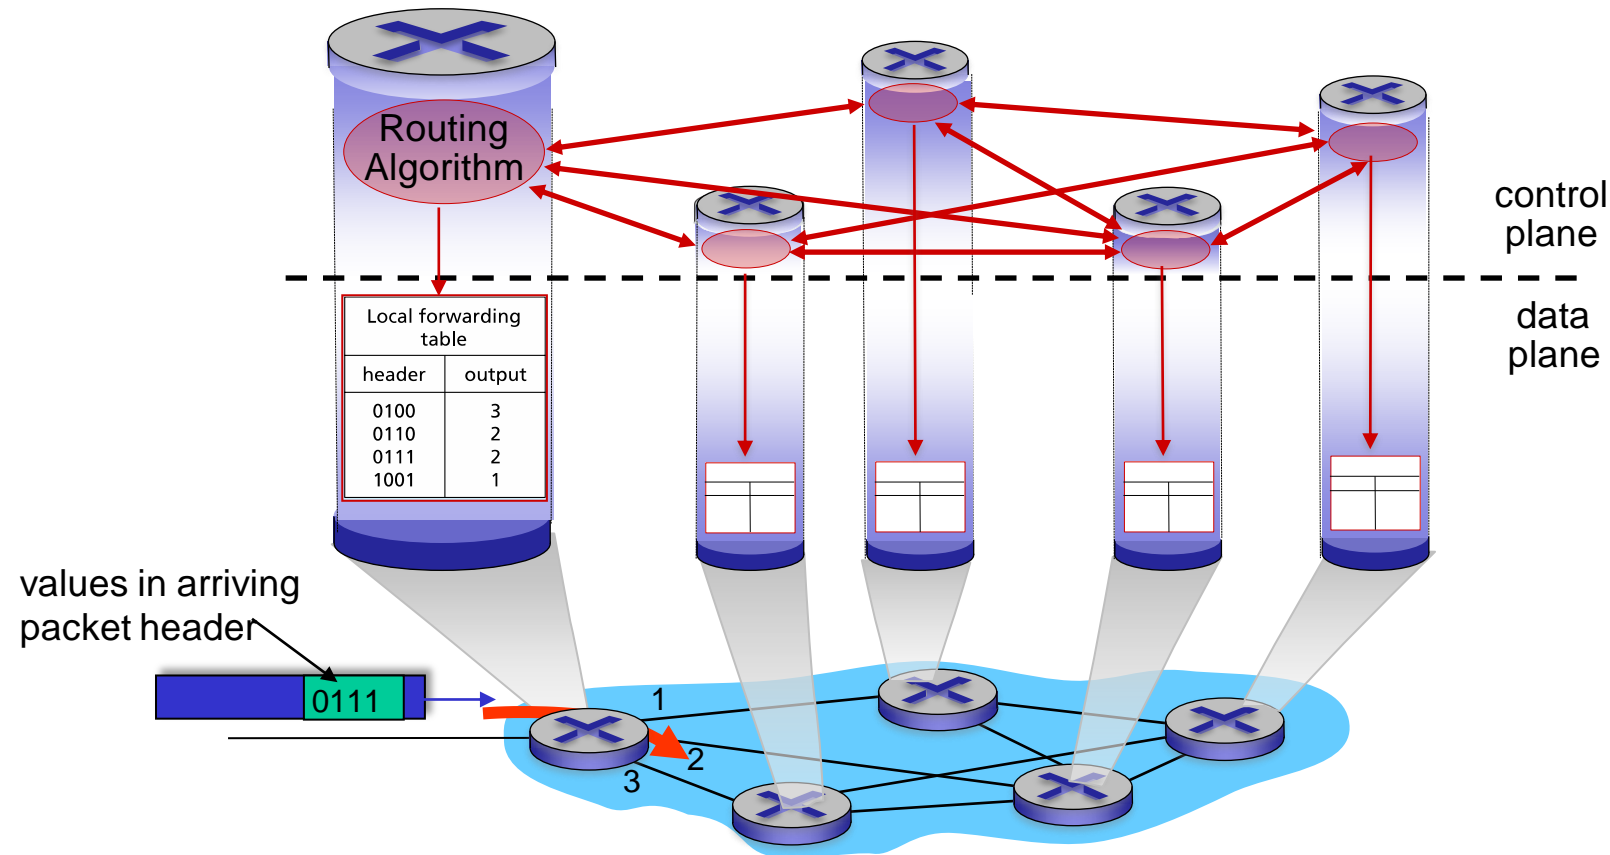 Routing
Algorithm
control
plane
data
plane
Local forwarding
table
header output
0100 3
0110 2
0111 2
1001 1
values in arriving
packet header
0111
1
2
3